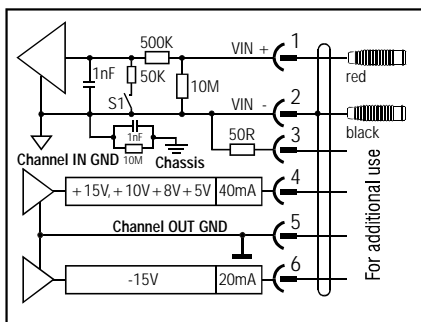 500K
VIN +
1
1nF
50K
10M
red
S1
VIN -
2
50R
black
1nF
3
Channel IN GND
10M
Chassis
+15V, +10V +8V +5V
40mA
4
Channel OUT GND
5
-15V
20mA
6
For additional use